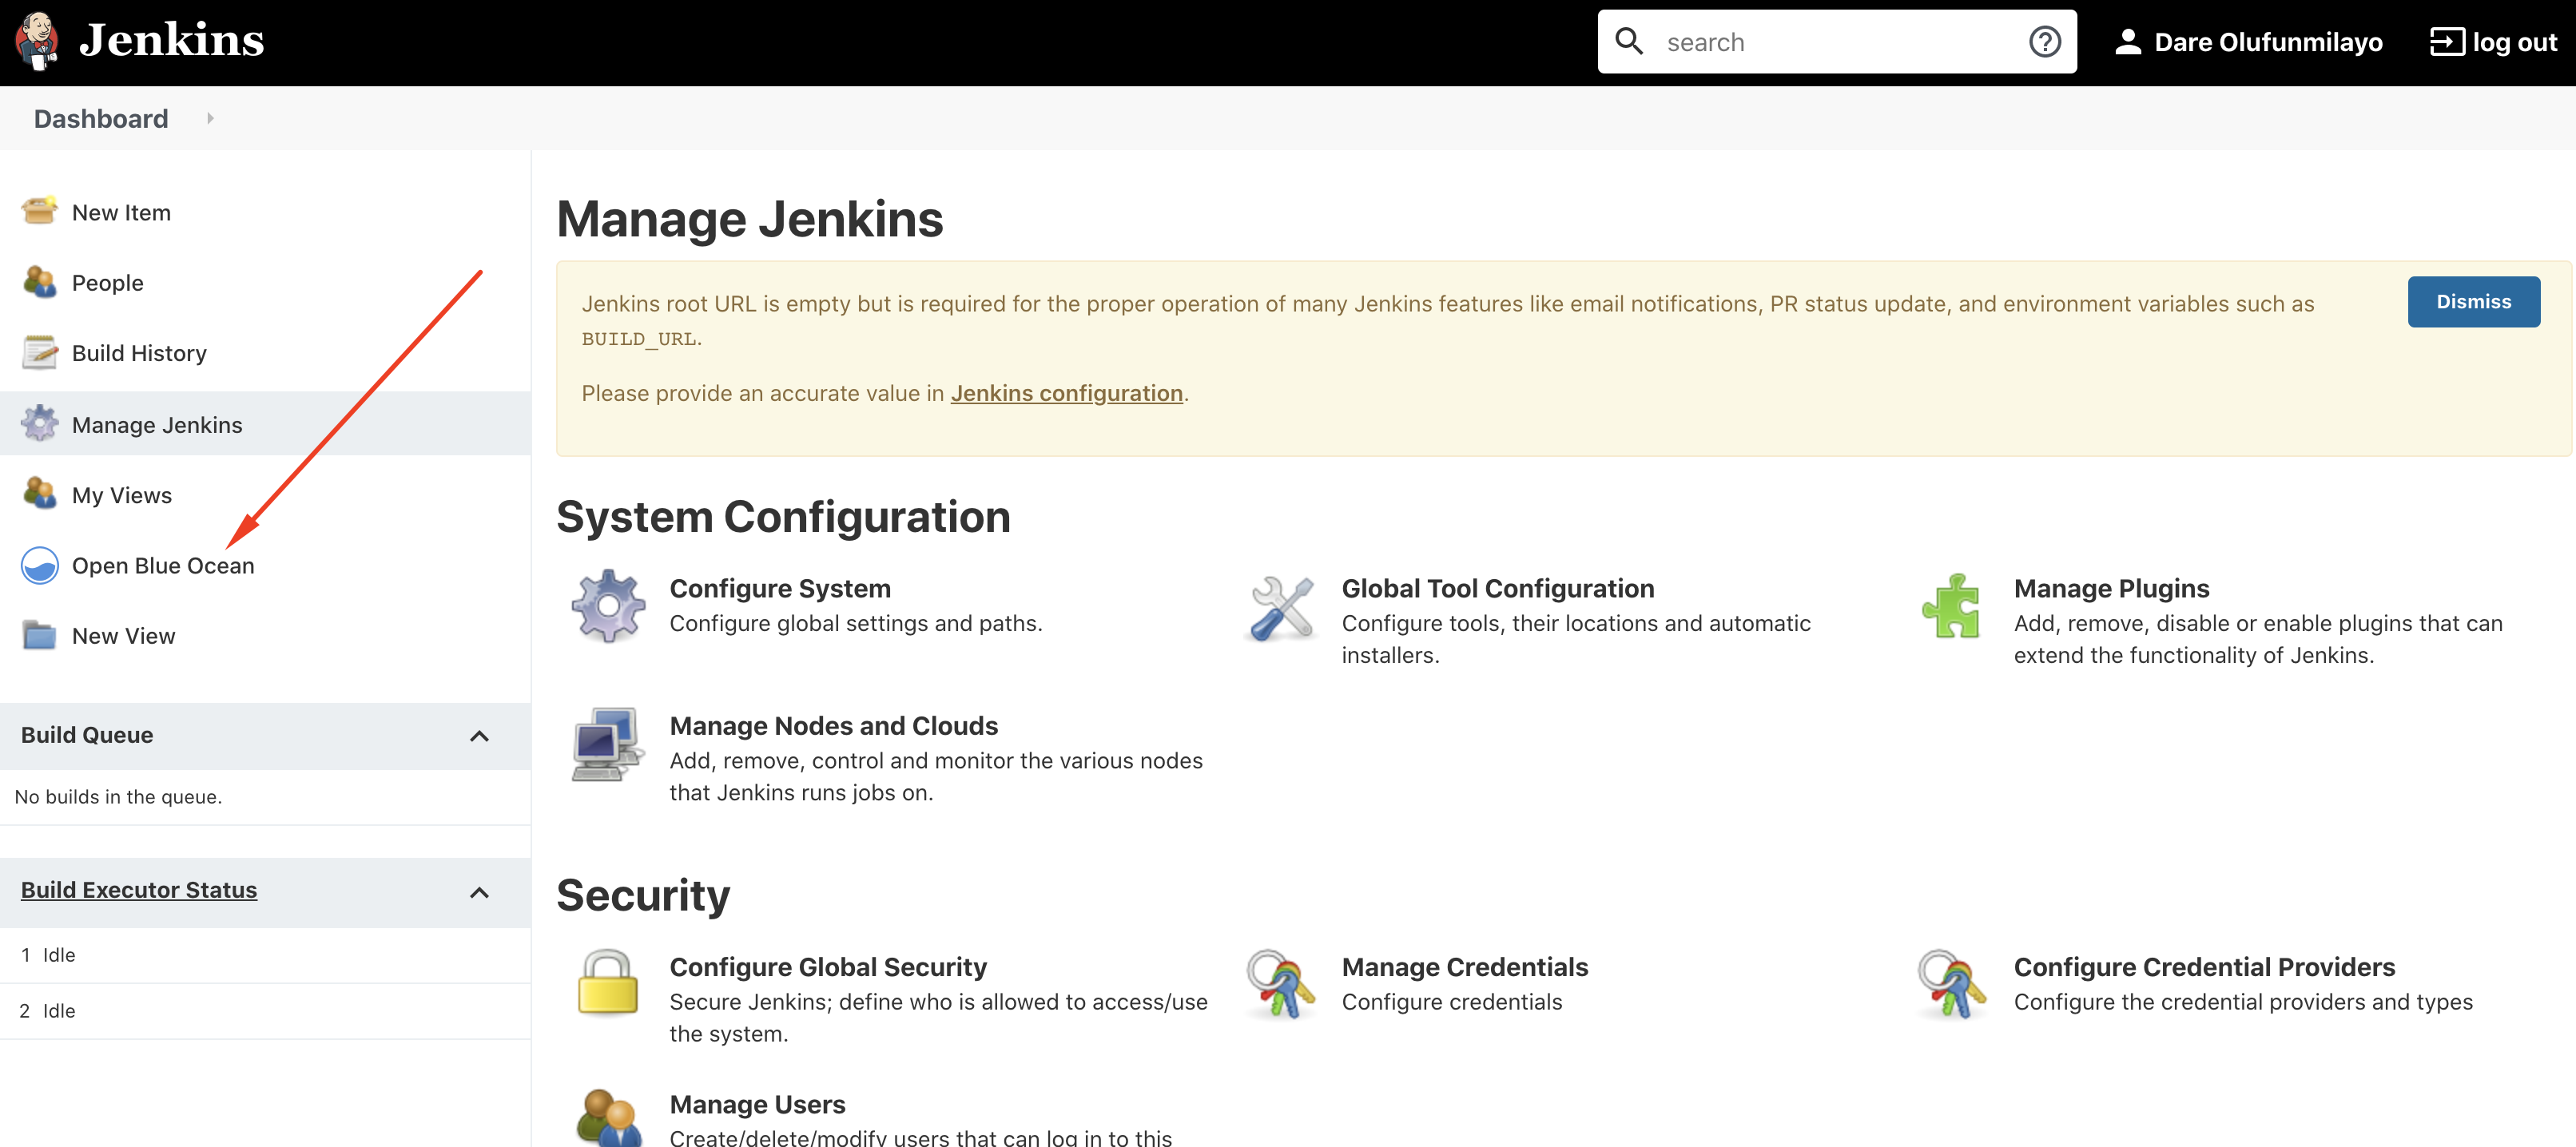 Jenkins
search
Dare Olufunmilayo
log out
Dashboard
New Item
People
Build History
Manage Jenkins
My Views
Open Blue Ocean
New View
Build Queue
No builds in the queue.
Build Executor Status
1 Idle
2 Idle
Manage Jenkins
Jenkins root URL is empty but is required for the proper operation of many Jenkins features like email notifications, PR status update, and environment variables such as
BUILD_URL.
Please provide an accurate value in Jenkins configuration.
Dismiss
System Configuration
Configure System
Configure global settings and paths.
Global Tool Configuration
Configure tools, their locations and automatic
installers.
Manage Plugins
Add, remove, disable or enable plugins that can
extend the functionality of Jenkins.
Manage Nodes and Clouds
Add, remove, control and monitor the various nodes
that Jenkins runs jobs on.
Security
Configure Global Security
Secure Jenkins; define who is allowed to access/use
the system.
Manage Credentials
Configure credentials
Configure Credential Providers
Configure the credential providers and types
Manage Users
Create/delete/modify users that can log in to this